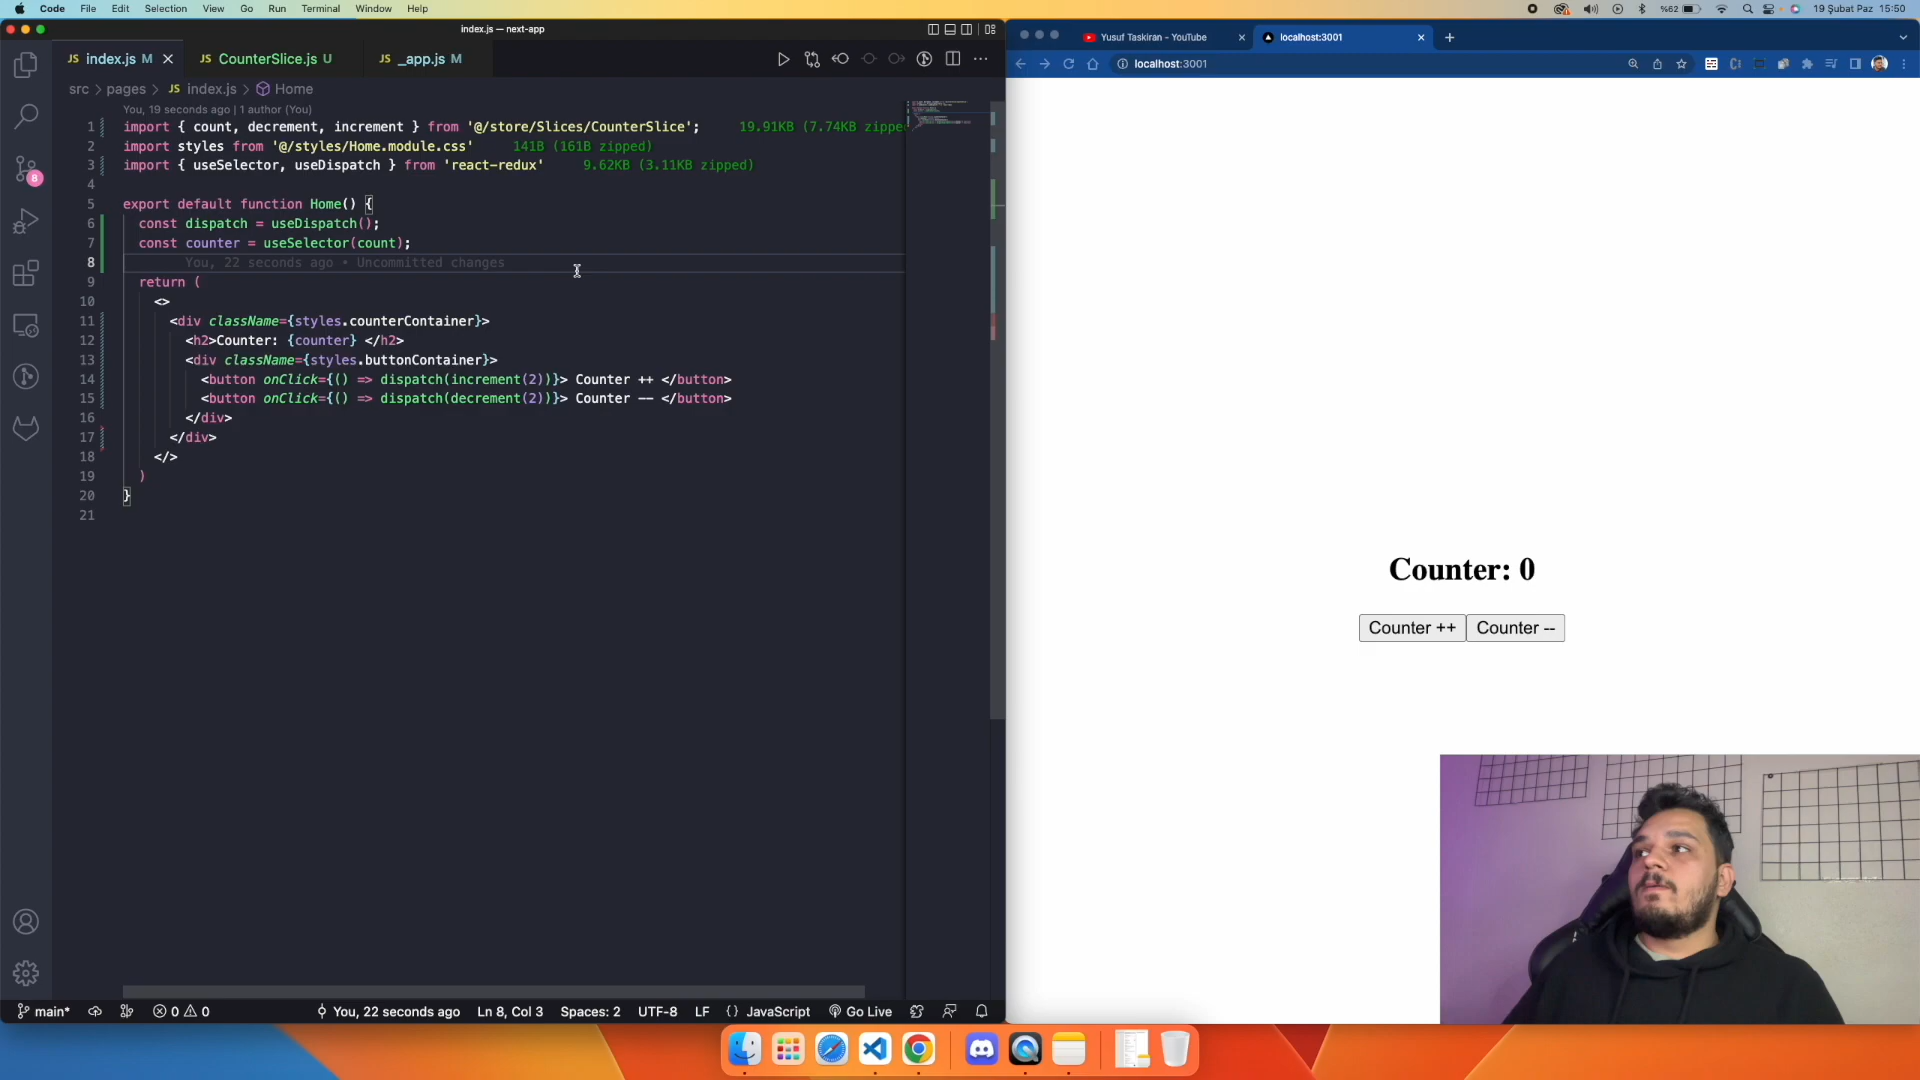 Code File Edit Selection View Go Run Terminal Window Help
%62 19 Şubat Paz 15:50
index.js — next-app
JS index.js M JS CounterSlice.js U JS _app.js M
src > pages > JS index.js > Home
You, 19 seconds ago | 1 author (You)
1 import { count, decrement, increment } from '@/store/Slices/CounterSlice'; 19.91KB (7.74KB zippe
2 import styles from '@/styles/Home.module.css' 141B (161B zipped)
3 import { useSelector, useDispatch } from 'react-redux' 9.62KB (3.11KB zipped)
4
5 export default function Home() {
6 const dispatch = useDispatch();
7 const counter = useSelector(count);
8 You, 22 seconds ago • Uncommitted changes
9 return (
10 <>
11 <div className={styles.counterContainer}>
12 <h2>Counter: {counter} </h2>
13 <div className={styles.buttonContainer}>
14 <button onClick={() => dispatch(increment(2))}> Counter ++ </button>
15 <button onClick={() => dispatch(decrement(2))}> Counter -- </button>
16 </div>
17 </div>
18 </>
19 )
20 }
21
8
main* 0 0 You, 22 seconds ago Ln 8, Col 3 Spaces: 2 UTF-8 LF {} JavaScript Go Live
Yusuf Taskiran - YouTube
localhost:3001
localhost:3001
Counter: 0
Counter ++ Counter --